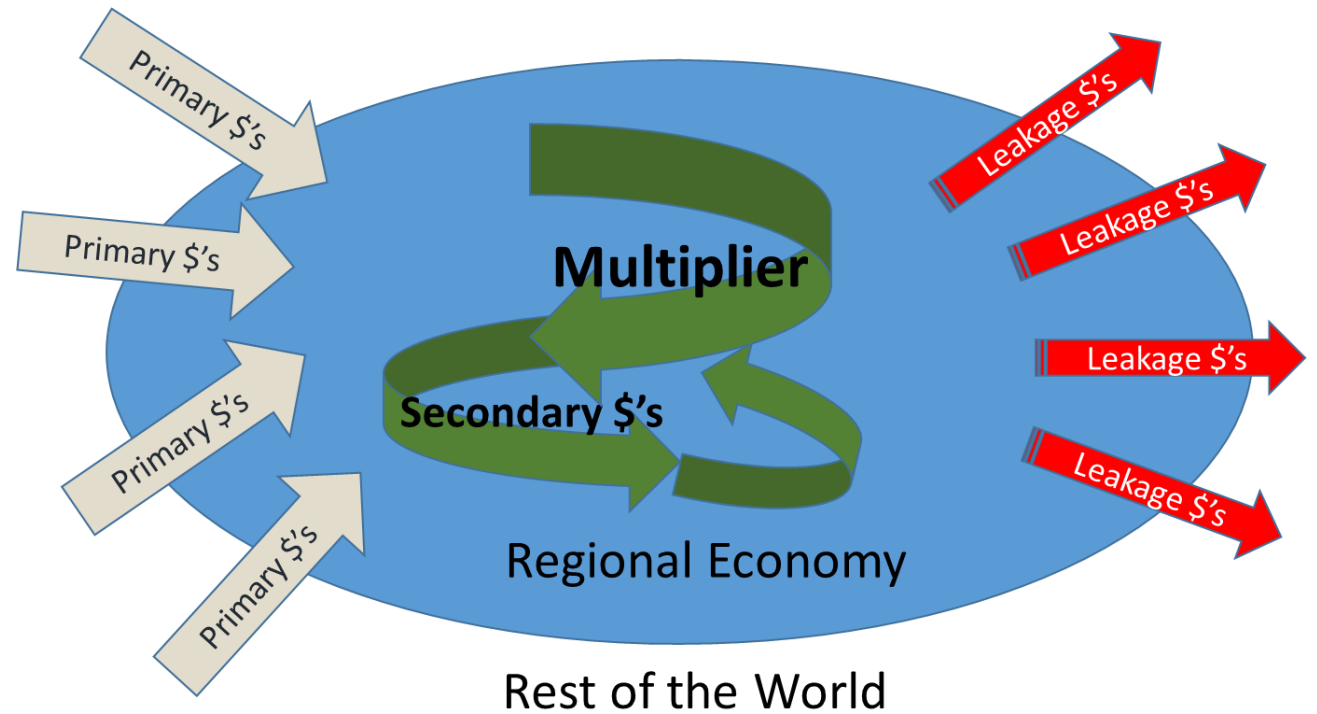 Primary $'s
Primary $'s
Primary $'s
Primary $'s
Multiplier
Secondary $'s
Regional Economy
Rest of the World
Leakage $'s
Leakage $'s
Leakage $'s
Leakage $'s